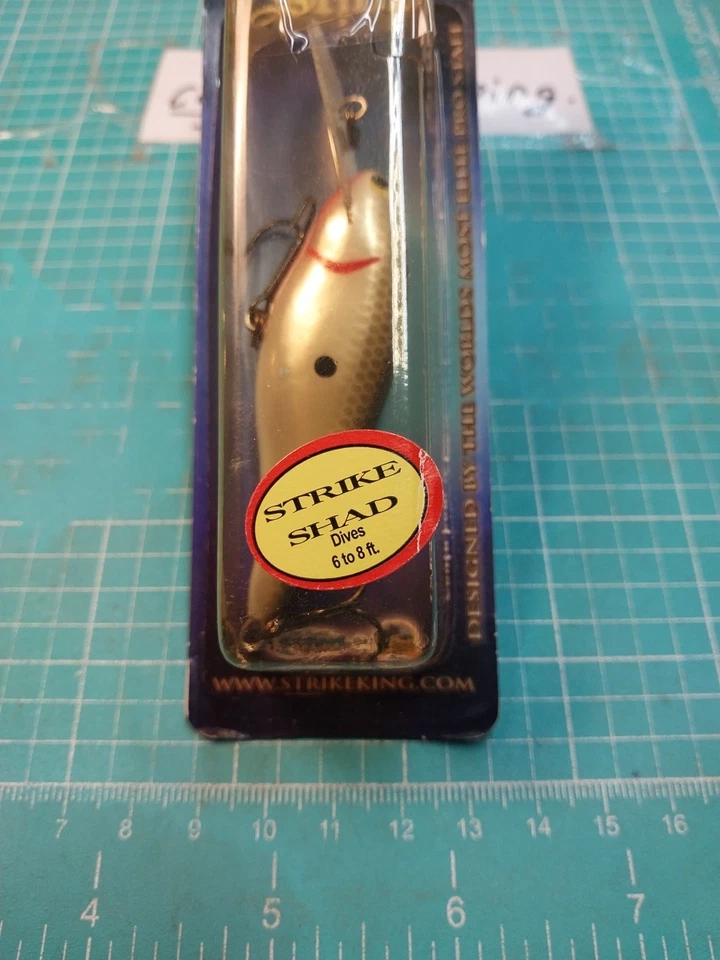 DESIGNED BY THE WORLDS MOST ELITE PRO STAFF
STRIKE
SHAD
Dives
6 to 8 ft.
WWW.STRIKEKING.COM
7 8 9 10 11 12 13 14 15 16
4 5 6 7